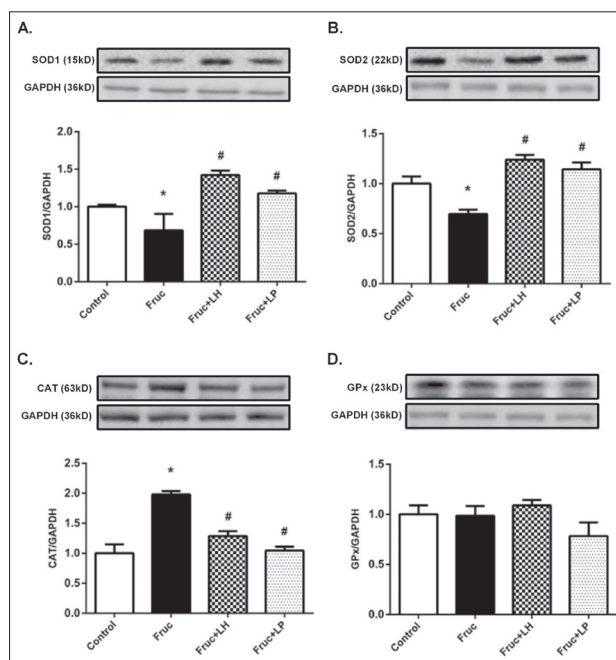 A.
SOD1 (15kD)
GAPDH (36kD)
SOD1/GAPDH
2.0
1.5
1.0
0.5
0.0
*
#
#
Control
Fruc
Fruc+LH
Fruc+LP
B.
SOD2 (22kD)
GAPDH (36kD)
SOD2/GAPDH
1.5
1.0
0.5
0.0
*
#
#
Control
Fruc
Fruc+LH
Fruc+LP
C.
CAT (63kD)
GAPDH (36kD)
CAT/GAPDH
2.5
2.0
1.5
1.0
0.5
0.0
*
#
#
Control
Fruc
Fruc+LH
Fruc+LP
D.
GPx (23kD)
GAPDH (36kD)
GPx/GAPDH
1.5
1.0
0.5
0.0
Control
Fruc
Fruc+LH
Fruc+LP